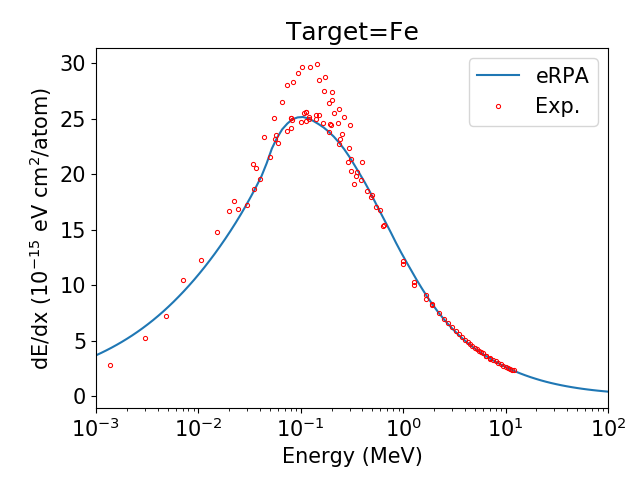 Target=Fe
eRPA
Exp.
dE/dx (10⁻¹⁵ eV cm²/atom)
30
25
20
15
10
5
0
10⁻³ 10⁻² 10⁻¹ 10⁰ 10¹ 10²
Energy (MeV)